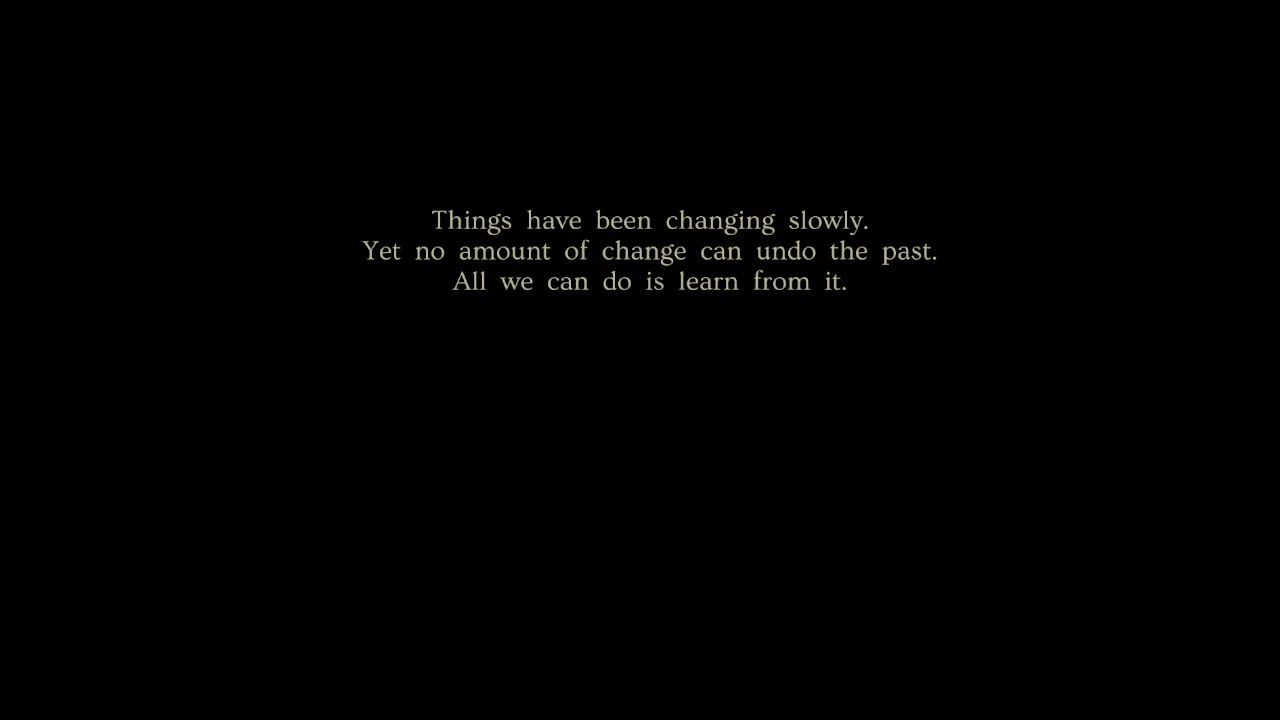 Things have been changing slowly.
Yet no amount of change can undo the past.
All we can do is learn from it.